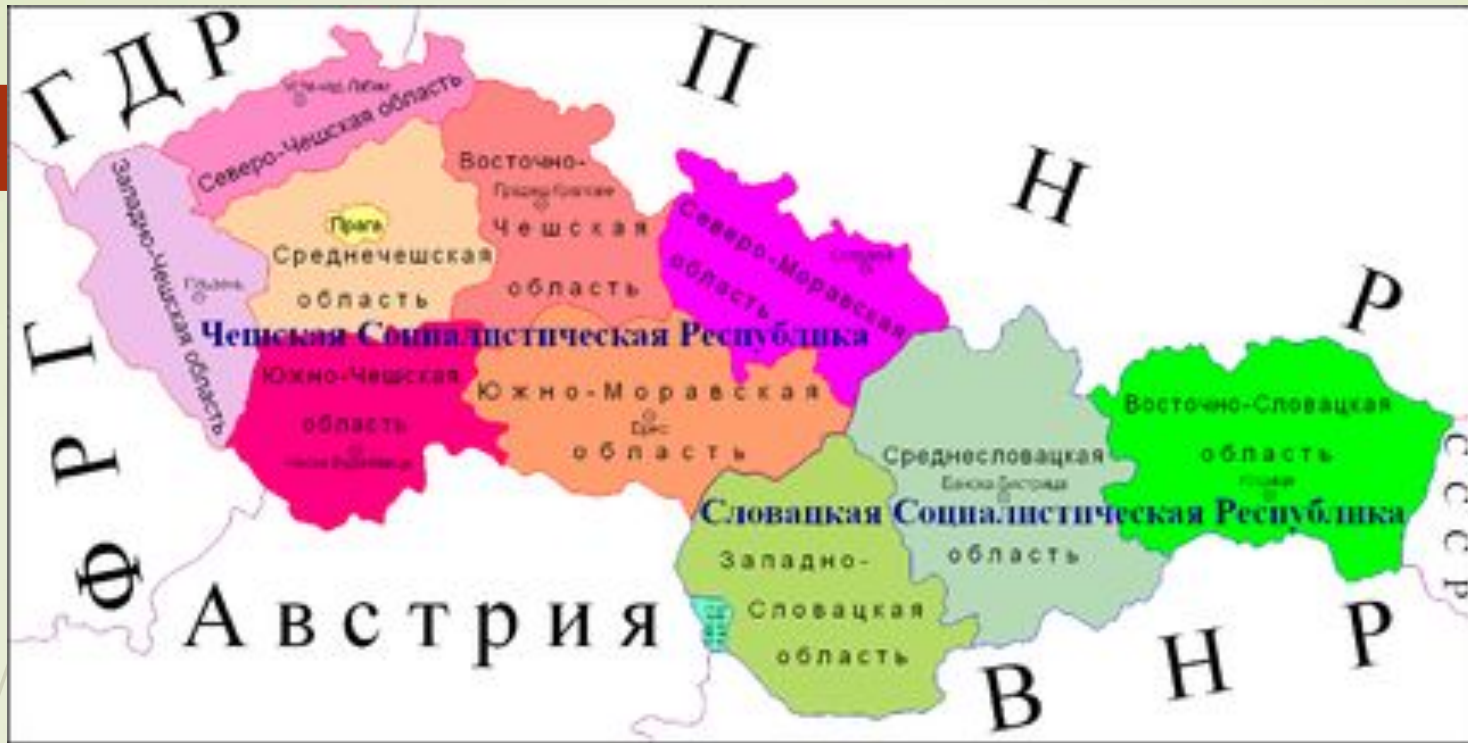 ГДР
ПНР
Северо-Чешская область
Западно-Чешская область
Восточно-
Чешская
область
Прага
Среднечешская
область
Северо-Моравская
область
Чешская Социалистическая Республика
Южно-Чешская
область
Южно-Моравская
область
Восточно-Словацкая
область
Среднесловацкая
Банска-Бистрица
область
Словацкая Социалистическая Республика
Западно-
Словацкая
область
ФРГ
Австрия
ВНР
СССР